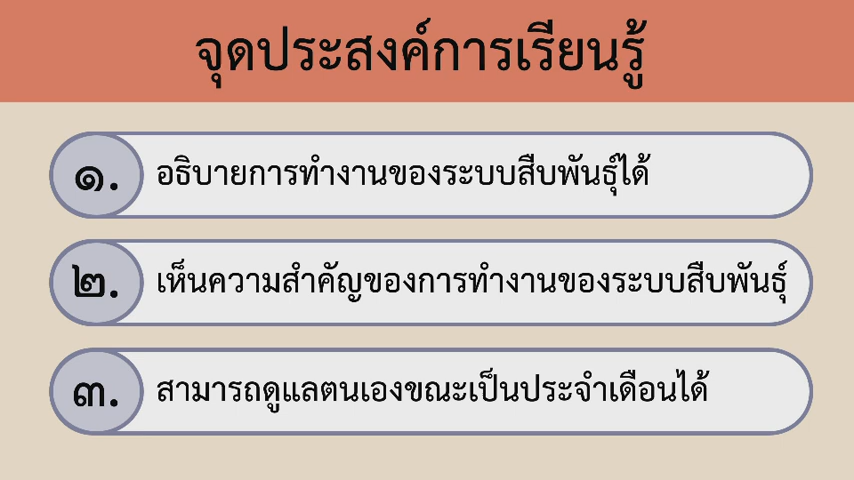 จุดประสงค์การเรียนรู้
๑. อธิบายการทำงานของระบบสืบพันธุ์ได้
๒. เห็นความสำคัญของการทำงานของระบบสืบพันธุ์
๓. สามารถดูแลตนเองขณะเป็นประจำเดือนได้